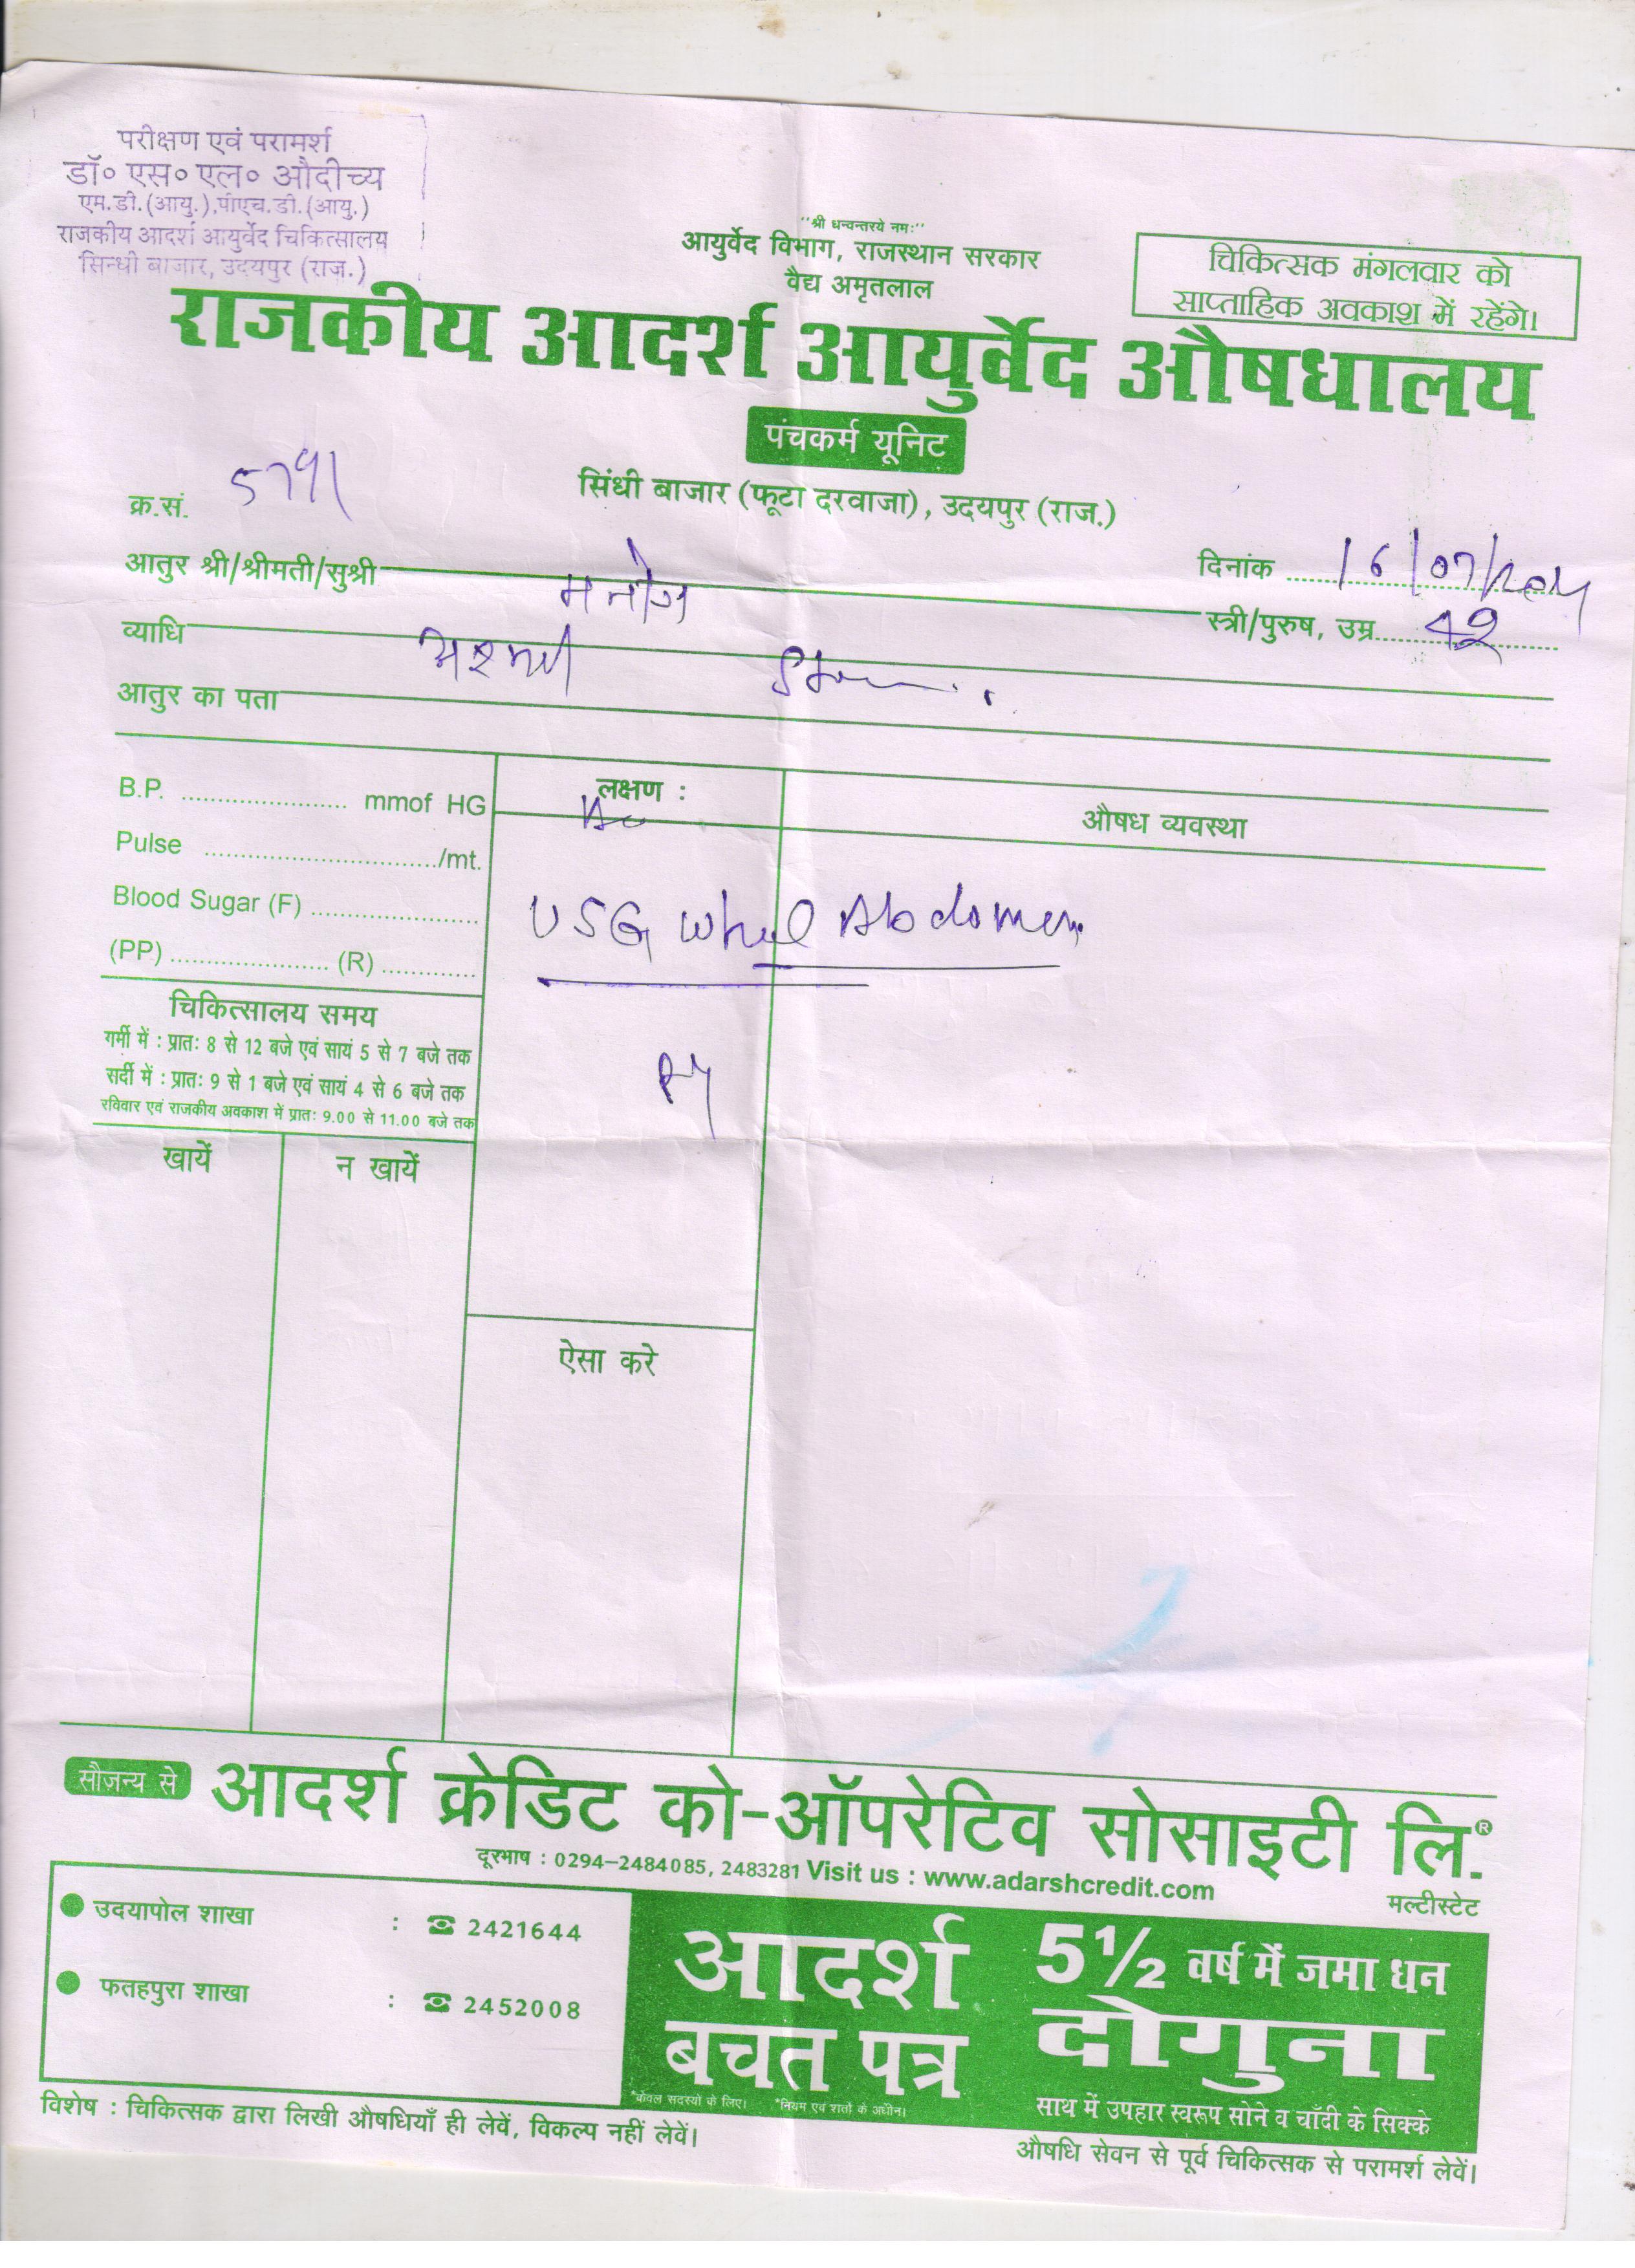 परीक्षण एवं परामर्श
डॉ० एस० एल० औदीच्य
एम.डी.(आयु.),पीएच.डी.(आयु.)
राजकीय आदर्श आयुर्वेद चिकित्सालय
सिन्धी बाजार, उदयपुर (राज.)
''श्री धन्वन्तरये नमः''
आयुर्वेद विभाग, राजस्थान सरकार
वैद्य अमृतलाल
चिकित्सक मंगलवार को
साप्ताहिक अवकाश में रहेंगे।
राजकीय आदर्श आयुर्वेद औषधालय
पंचकर्म यूनिट
सिंधी बाजार (फूटा दरवाजा), उदयपुर (राज.)
क्र.सं. 5791
आतुर श्री/श्रीमती/सुश्री मनोज दिनांक 16/07/2014
व्याधि अश्मरी स्त्री/पुरुष, उम्र 42
आतुर का पता
B.P. mmof HG
Pulse /mt.
Blood Sugar (F)
(PP) (R)
लक्षण :
औषध व्यवस्था
USG Whul Abdomen
चिकित्सालय समय
गर्मी में : प्रातः 8 से 12 बजे एवं सायं 5 से 7 बजे तक
सर्दी में : प्रातः 9 से 1 बजे एवं सायं 4 से 6 बजे तक
रविवार एवं राजकीय अवकाश में प्रातः 9.00 से 11.00 बजे तक
खायें न खायें
ऐसा करे
सौजन्य से आदर्श क्रेडिट को-ऑपरेटिव सोसाइटी लि.®
दूरभाष : 0294-2484085, 2483281 Visit us : www.adarshcredit.com
मल्टीस्टेट
उदयापोल शाखा : ☎ 2421644
फतहपुरा शाखा : ☎ 2452008
आदर्श
बचत पत्र
*केवल सदस्यों के लिए। *नियम एवं शर्तों के अधीन।
5½ वर्ष में जमा धन
दोगुना
साथ में उपहार स्वरूप सोने व चाँदी के सिक्के
विशेष : चिकित्सक द्वारा लिखी औषधियाँ ही लेवें, विकल्प नहीं लेवें।
औषधि सेवन से पूर्व चिकित्सक से परामर्श लेवें।